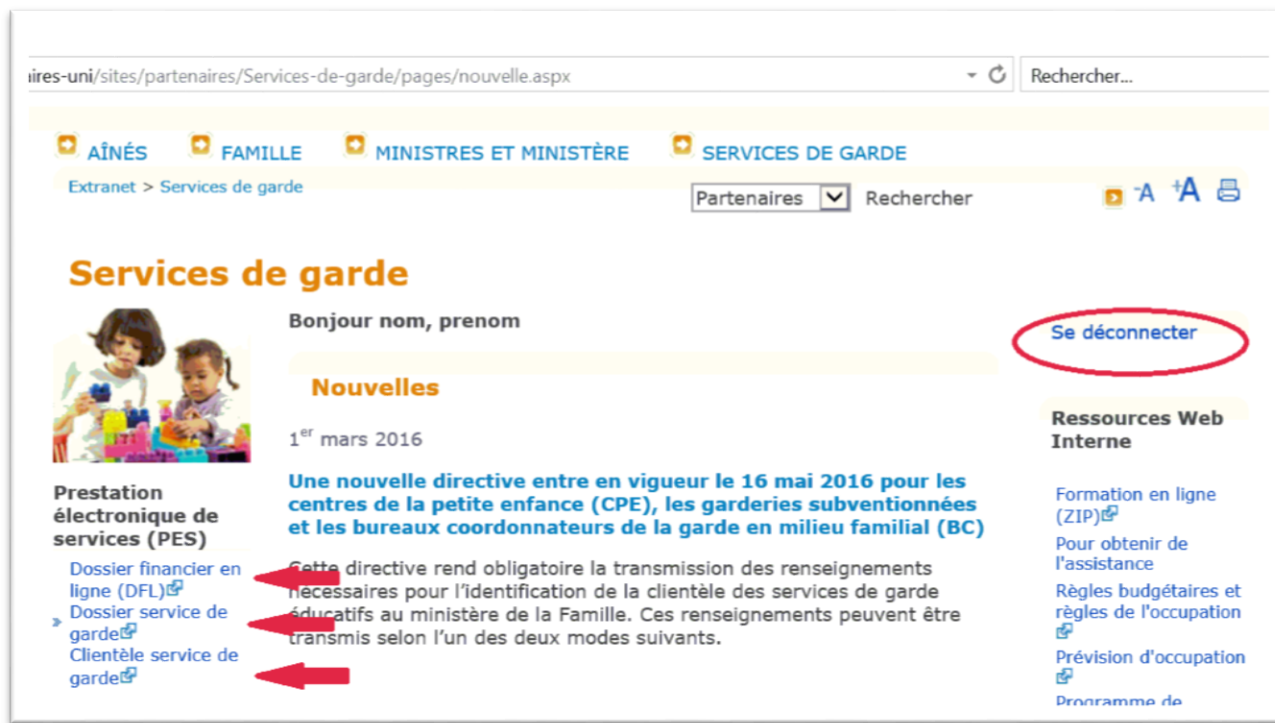 ires-uni/sites/partenaires/Services-de-garde/pages/nouvelle.aspx
Rechercher...
AÎNÉS FAMILLE MINISTRES ET MINISTÈRE SERVICES DE GARDE
Extranet > Services de garde
Partenaires Rechercher
-A +A
Services de garde
Bonjour nom, prenom
Nouvelles
1er mars 2016
Une nouvelle directive entre en vigueur le 16 mai 2016 pour les
centres de la petite enfance (CPE), les garderies subventionnées
et les bureaux coordonnateurs de la garde en milieu familial (BC)
Cette directive rend obligatoire la transmission des renseignements
nécessaires pour l'identification de la clientèle des services de garde
éducatifs au ministère de la Famille. Ces renseignements peuvent être
transmis selon l'un des deux modes suivants.
Prestation
électronique de
services (PES)
Dossier financier en
ligne (DFL)
Dossier service de
garde
Clientèle service de
garde
Se déconnecter
Ressources Web
Interne
Formation en ligne
(ZIP)
Pour obtenir de
l'assistance
Règles budgétaires et
règles de l'occupation
Prévision d'occupation
Programme de